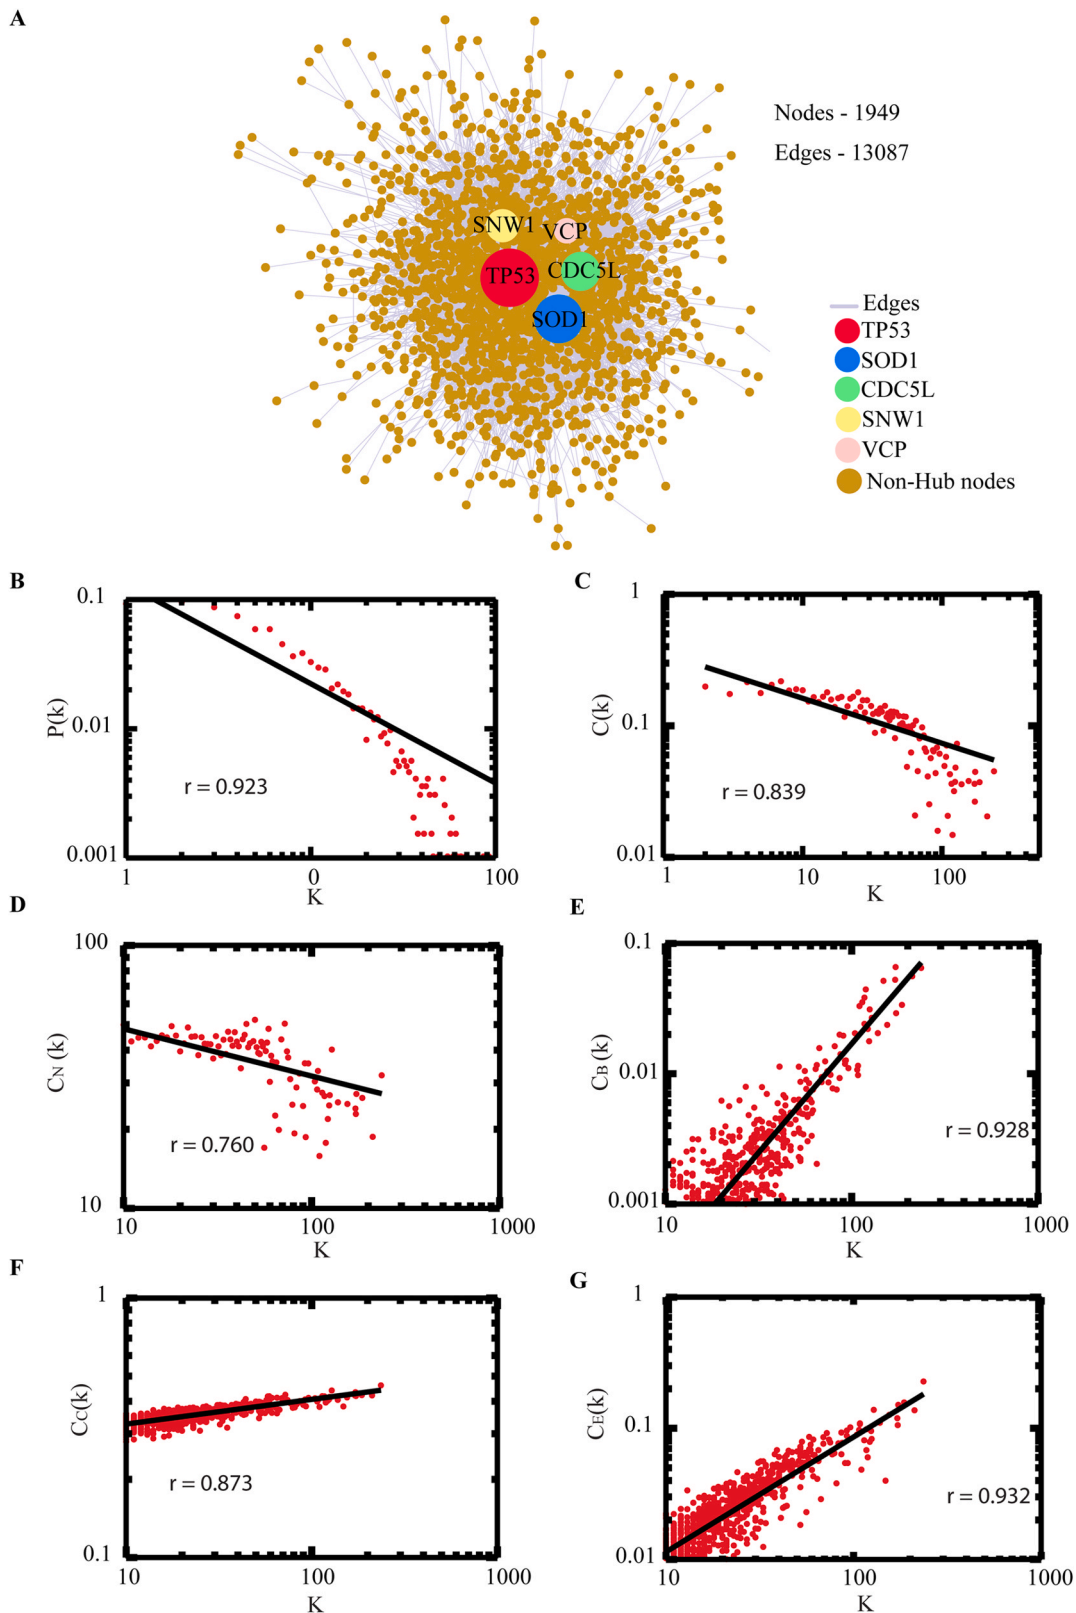 A
Nodes - 1949
Edges - 13087
SNW1
VCP
TP53
CDC5L
SOD1
Edges
TP53
SOD1
CDC5L
SNW1
VCP
Non-Hub nodes
B
0.1
P(k)
0.01
r = 0.923
0.001
1
0
100
K
C
1
C(k)
0.1
r = 0.839
0.01
1
10
100
K
D
100
CN (k)
r = 0.760
10
10
100
1000
K
E
0.1
CB (k)
0.01
r = 0.928
0.001
10
100
1000
K
F
1
CC(k)
r = 0.873
0.1
10
100
1000
K
G
1
CE(k)
0.1
r = 0.932
0.01
10
100
1000
K